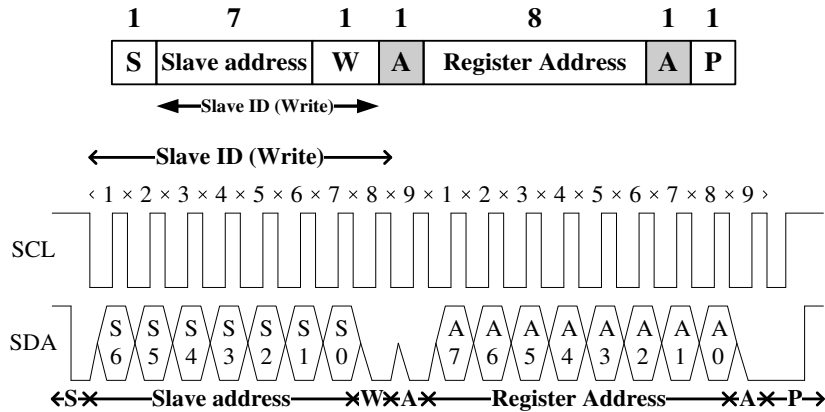 1 7 1 1 8 1 1
S Slave address W A Register Address A P
Slave ID (Write)
Slave ID (Write)
‹ 1 × 2 × 3 × 4 × 5 × 6 × 7 × 8 × 9 × 1 × 2 × 3 × 4 × 5 × 6 × 7 × 8 × 9 ›
SCL
SDA
S S S S S S S A A A A A A A A
6 5 4 3 2 1 0 7 6 5 4 3 2 1 0
S Slave address W A Register Address A P